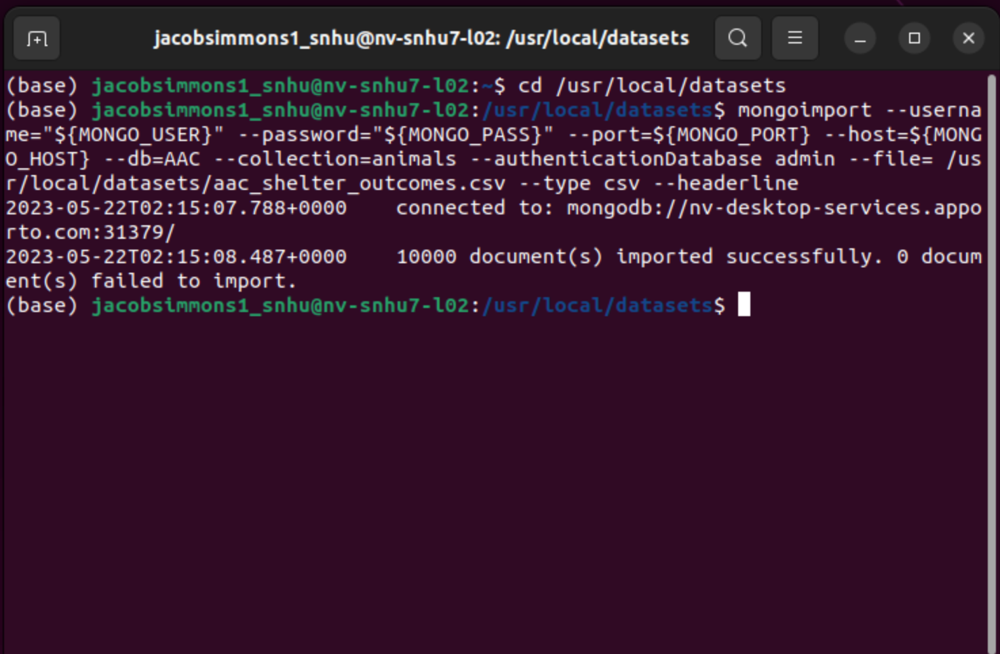 jacobsimmons1_snhu@nv-snhu7-l02: /usr/local/datasets
(base) jacobsimmons1_snhu@nv-snhu7-l02:~$ cd /usr/local/datasets
(base) jacobsimmons1_snhu@nv-snhu7-l02:/usr/local/datasets$ mongoimport --userna
me="${MONGO_USER}" --password="${MONGO_PASS}" --port=${MONGO_PORT} --host=${MONG
O_HOST} --db=AAC --collection=animals --authenticationDatabase admin --file= /us
r/local/datasets/aac_shelter_outcomes.csv --type csv --headerline
2023-05-22T02:15:07.788+0000    connected to: mongodb://nv-desktop-services.appo
rto.com:31379/
2023-05-22T02:15:08.487+0000    10000 document(s) imported successfully. 0 docum
ent(s) failed to import.
(base) jacobsimmons1_snhu@nv-snhu7-l02:/usr/local/datasets$